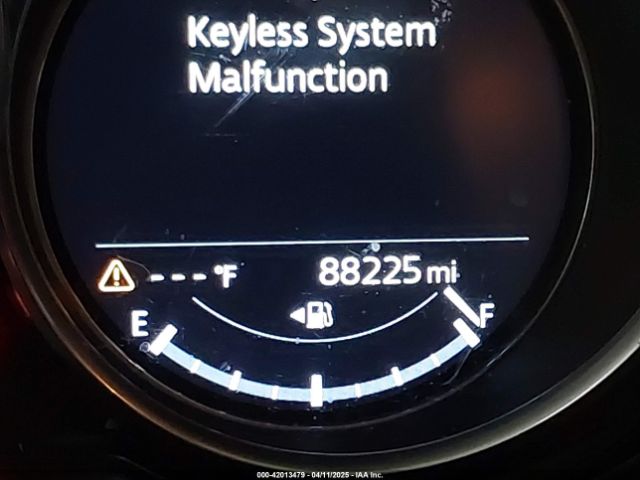 Keyless System
Malfunction
---°F 88225 mi
E F
000-42013479 - 04/11/2025 - IAA Inc.